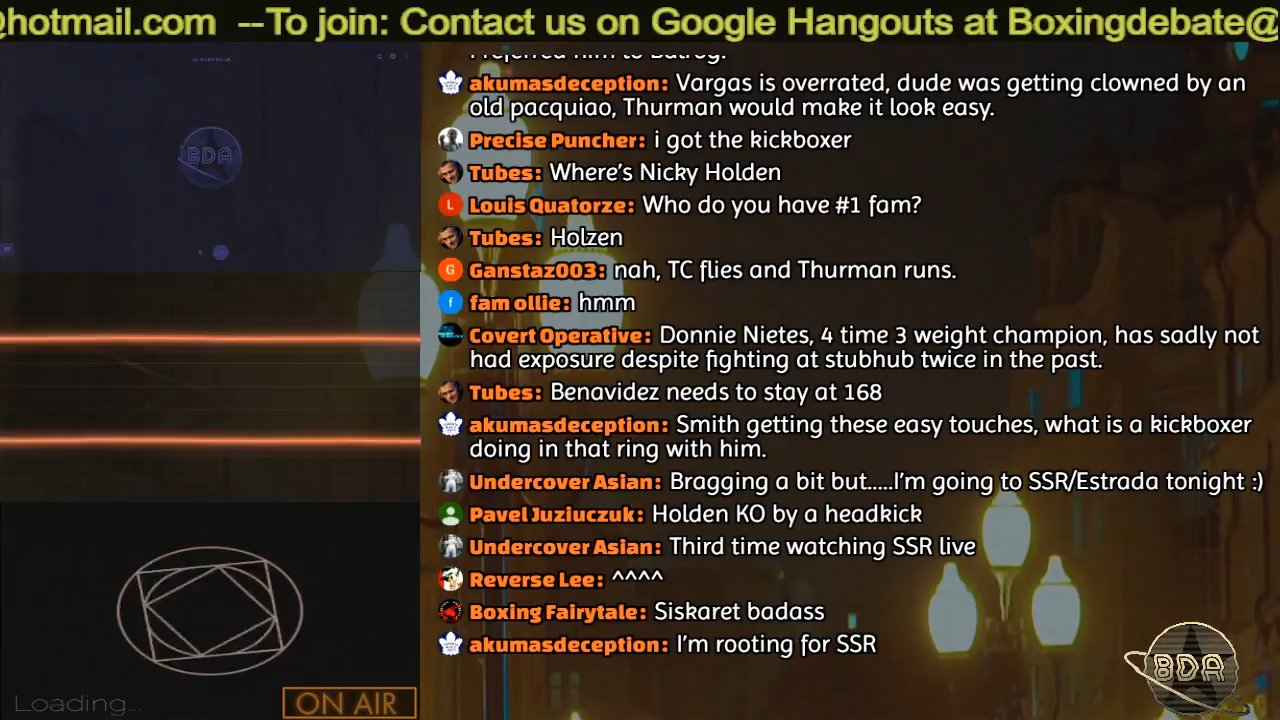 @hotmail.com --To join: Contact us on Google Hangouts at Boxingdebate@
Preferred him to Balrog.
akumasdeception: Vargas is overrated, dude was getting clowned by an
old pacquiao, Thurman would make it look easy.
Precise Puncher: i got the kickboxer
Tubes: Where's Nicky Holden
L Louis Quatorze: Who do you have #1 fam?
Tubes: Holzen
G Ganstaz003: nah, TC flies and Thurman runs.
f fam ollie: hmm
Covert Operative: Donnie Nietes, 4 time 3 weight champion, has sadly not
had exposure despite fighting at stubhub twice in the past.
Tubes: Benavidez needs to stay at 168
akumasdeception: Smith getting these easy touches, what is a kickboxer
doing in that ring with him.
Undercover Asian: Bragging a bit but.....I'm going to SSR/Estrada tonight :)
Pavel Juziuczuk: Holden KO by a headkick
Undercover Asian: Third time watching SSR live
Reverse Lee: ^^^^
Boxing Fairytale: Siskaret badass
akumasdeception: I'm rooting for SSR
BDA
Loading...
ON AIR
BDA